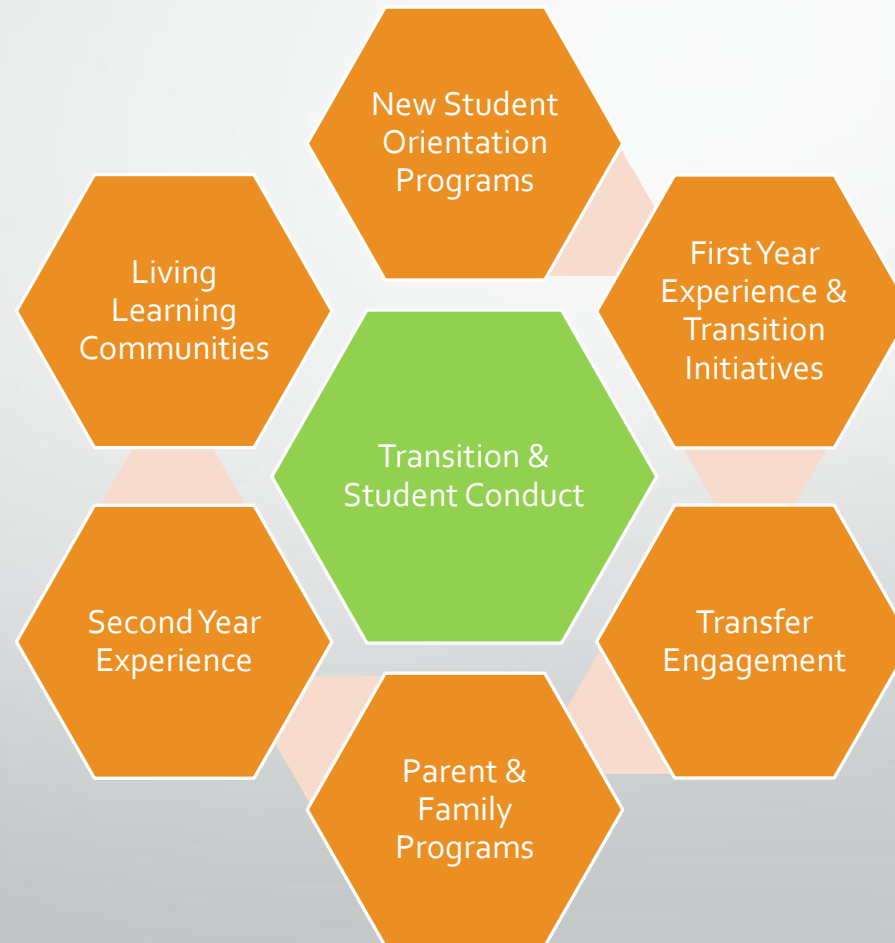 New Student
Orientation
Programs
First Year
Experience &
Transition
Initiatives
Transfer
Engagement
Parent &
Family
Programs
Second Year
Experience
Living
Learning
Communities
Transition &
Student Conduct